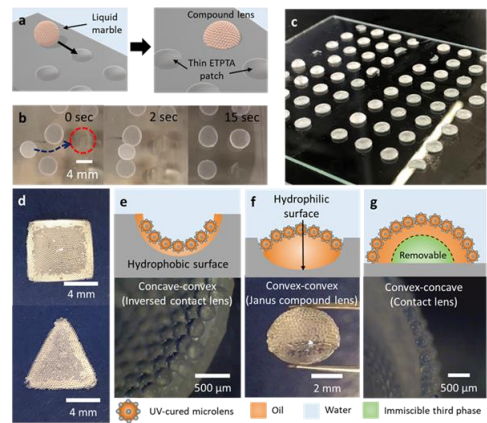 a
Liquid
marble
Compound lens
Thin ETPTA
patch
b
0 sec
2 sec
15 sec
4 mm
c
d
4 mm
4 mm
e
Hydrophobic surface
Concave-convex
(Inversed contact lens)
500 μm
f
Hydrophilic
surface
Convex-convex
(Janus compound lens)
2 mm
g
Removable
Convex-concave
(Contact lens)
500 μm
UV-cured microlens
Oil
Water
Immiscible third phase